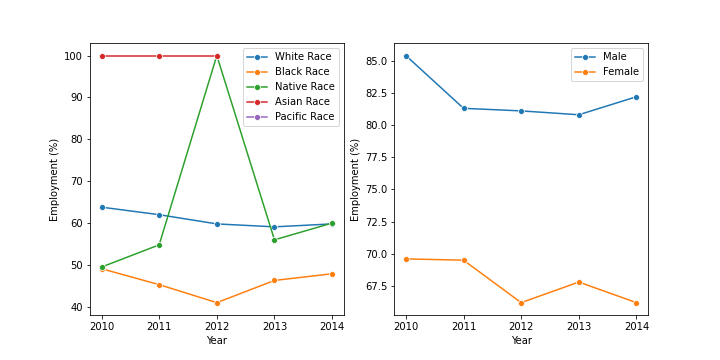 100
90
80
70
60
50
40
Employment (%)
2010 2011 2012 2013 2014
Year
White Race
Black Race
Native Race
Asian Race
Pacific Race
85.0
82.5
80.0
77.5
75.0
72.5
70.0
67.5
Employment (%)
2010 2011 2012 2013 2014
Year
Male
Female